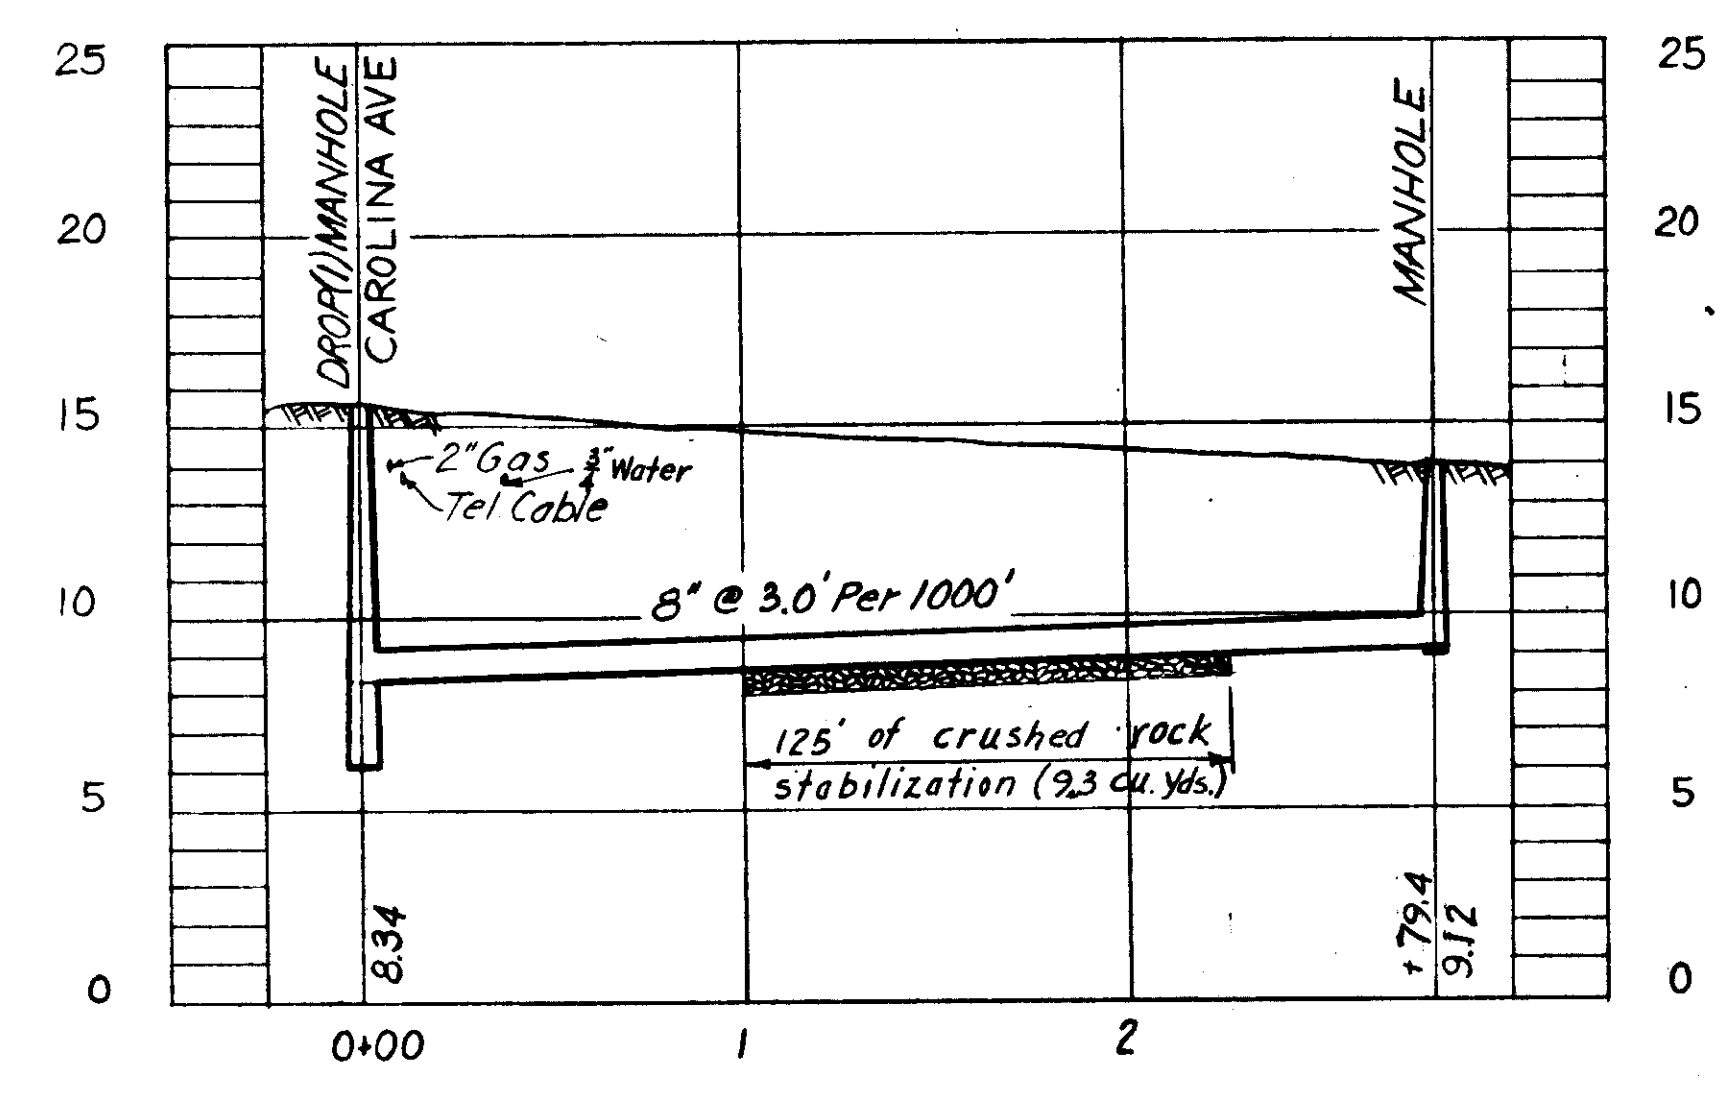 25
20
15
10
5
0
DROP(1)MANHOLE
CAROLINA AVE
MANHOLE
25
20
15
10
5
0
2"Gas
3/4" Water
Tel Cable
8" @ 3.0' Per 1000'
125' of crushed rock
stabilization (9.3 cu. yds.)
8.34
+79.4
9.12
0+00
1
2